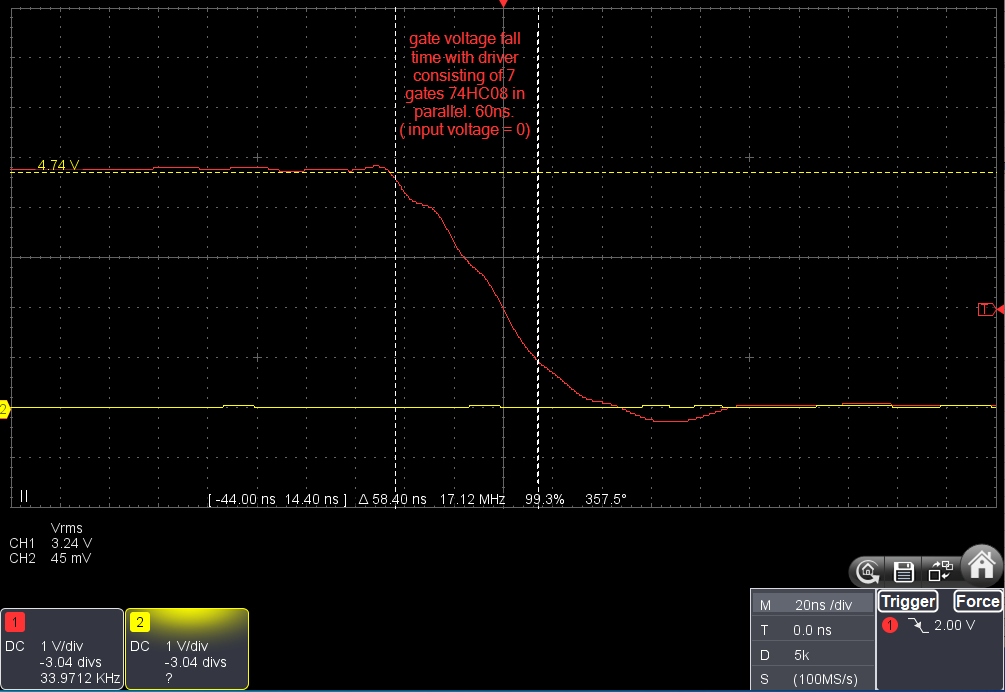 gate voltage fall
time with driver
consisting of 7
gates 74HC08 in
parallel. 60ns.
( input voltage = 0)
4.74 V
T
2
II
[ -44.00 ns 14.40 ns ] Δ 58.40 ns 17.12 MHz 99.3% 357.5°
Vrms
CH1 3.24 V
CH2 45 mV
1
DC 1 V/div
-3.04 divs
33.9712 KHz
2
DC 1 V/div
-3.04 divs
?
M 20ns /div
T 0.0 ns
D 5k
S (100MS/s)
Trigger Force
1 2.00 V